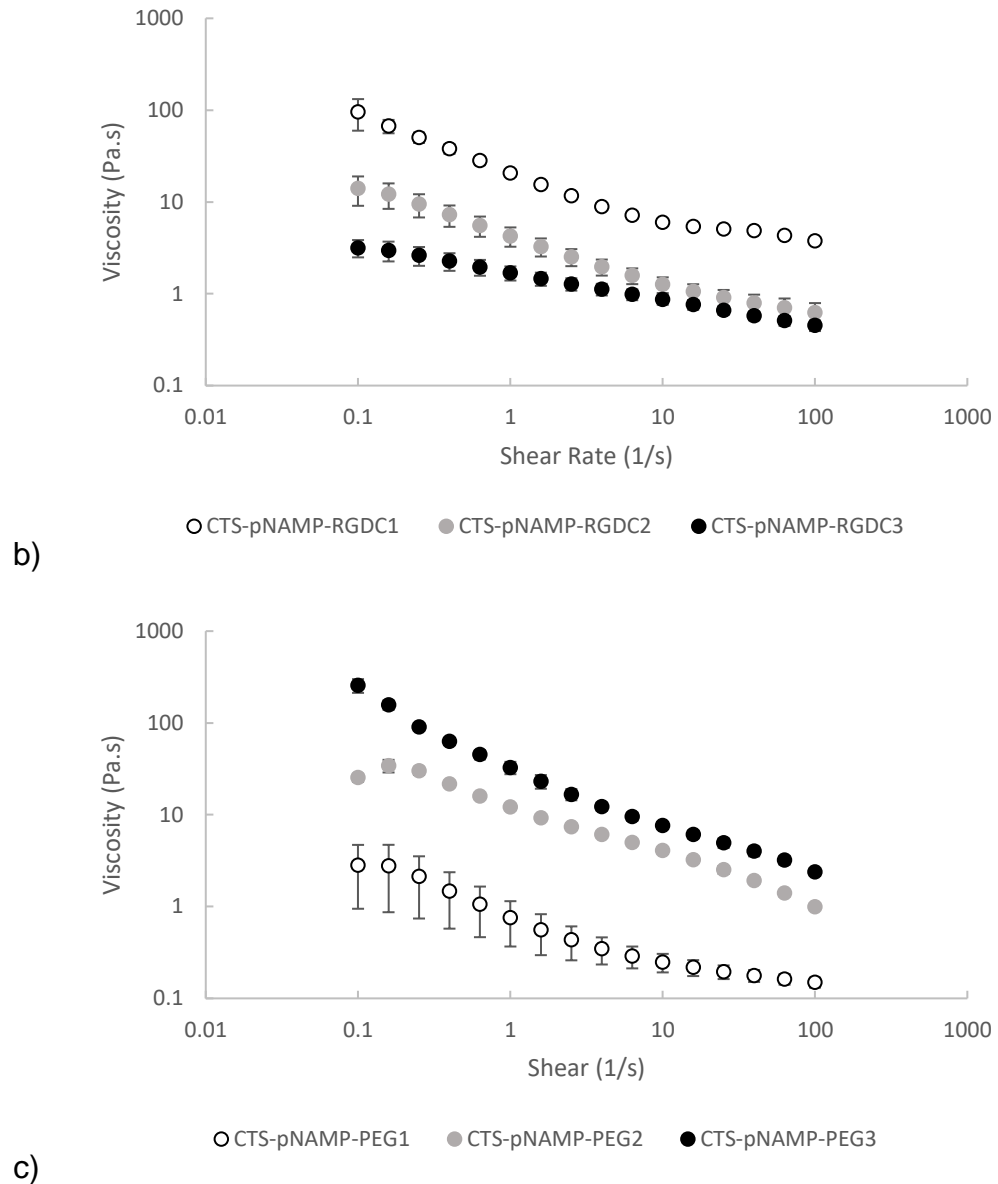 1000
100
10
1
0.1
Viscosity (Pa.s)
0.01 0.1 1 10 100 1000
Shear Rate (1/s)
CTS-pNAMP-RGDC1 CTS-pNAMP-RGDC2 CTS-pNAMP-RGDC3
b)
1000
100
10
1
0.1
Viscosity (Pa.s)
0.01 0.1 1 10 100 1000
Shear (1/s)
CTS-pNAMP-PEG1 CTS-pNAMP-PEG2 CTS-pNAMP-PEG3
c)